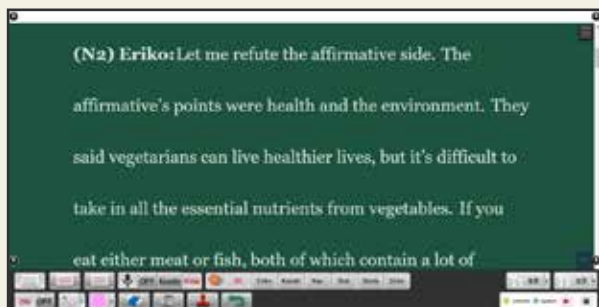 (N2) Eriko:Let me refute the affirmative side. The
affirmative's points were health and the environment. They
said vegetarians can live healthier lives, but it's difficult to
take in all the essential nutrients from vegetables. If you
eat either meat or fish, both of which contain a lot of
OFF
OFF